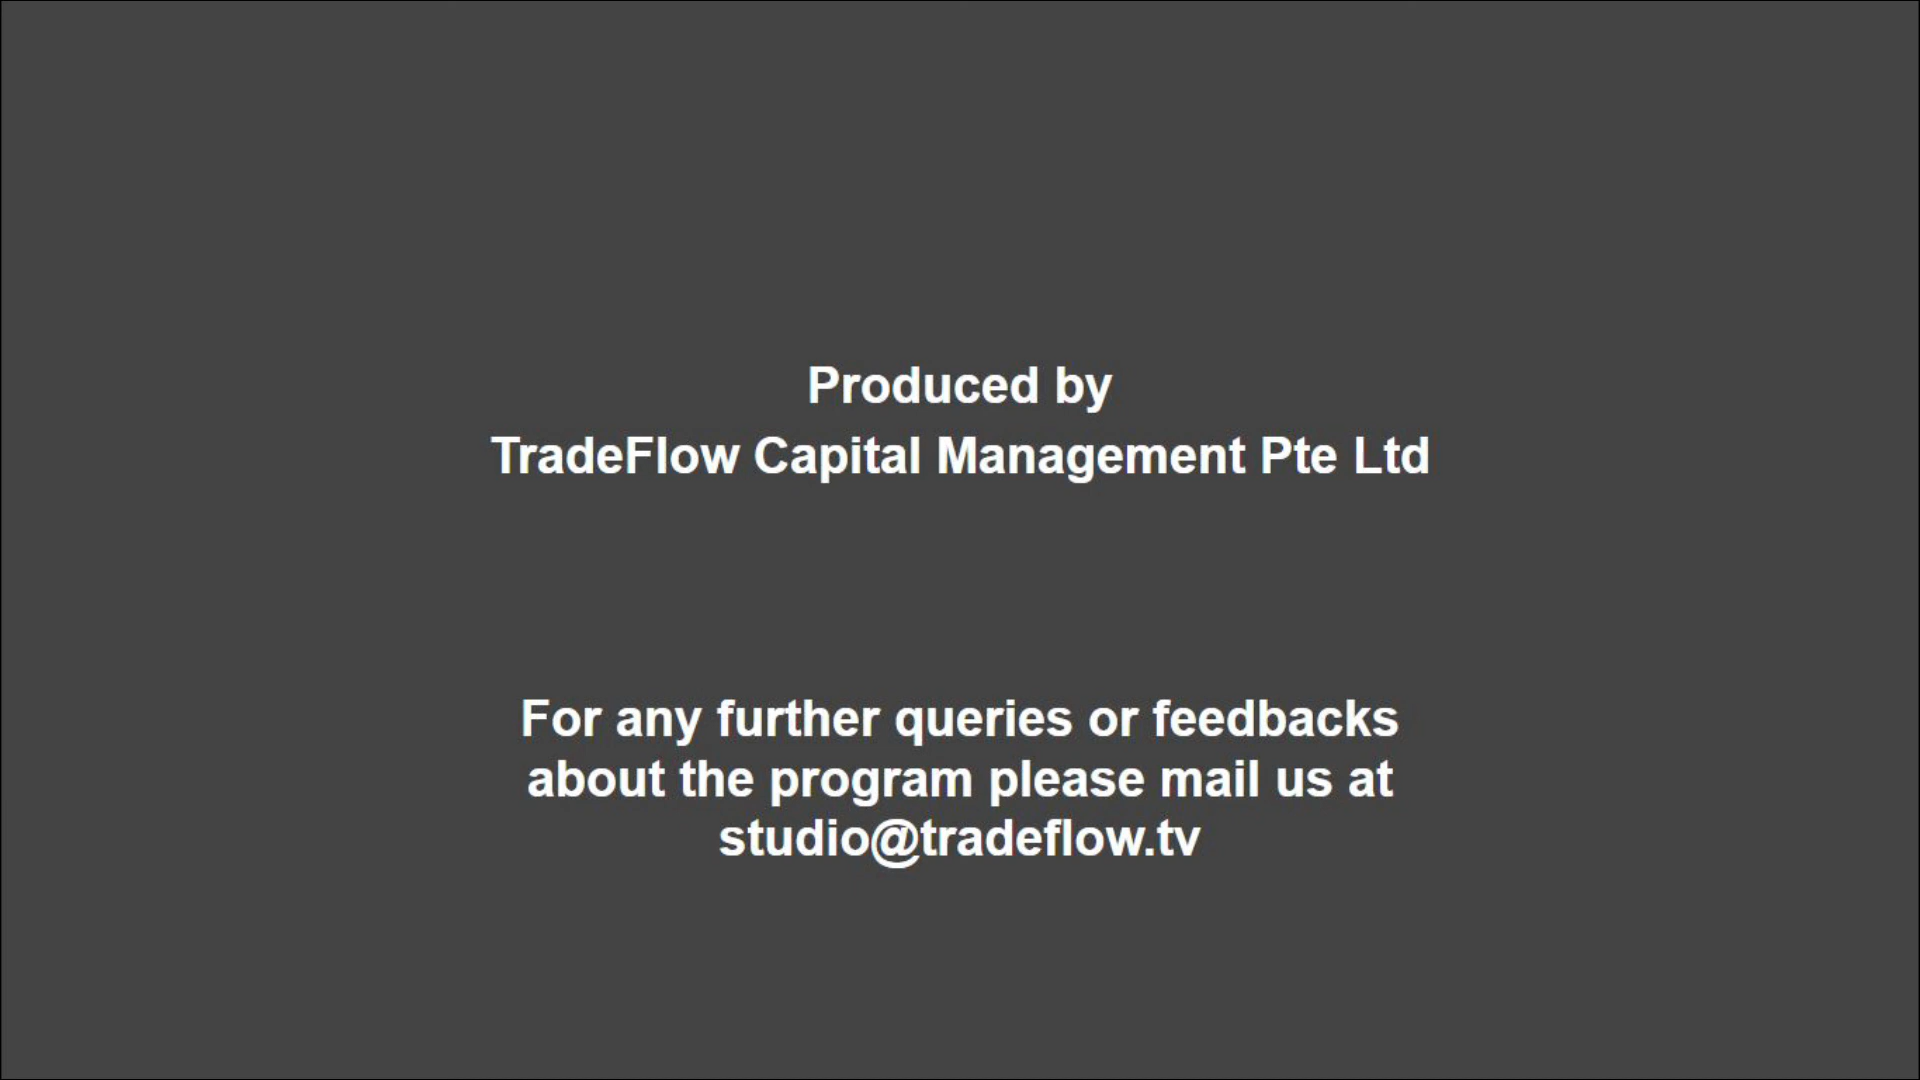 Produced by
TradeFlow Capital Management Pte Ltd
For any further queries or feedbacks
about the program please mail us at
studio@tradeflow.tv